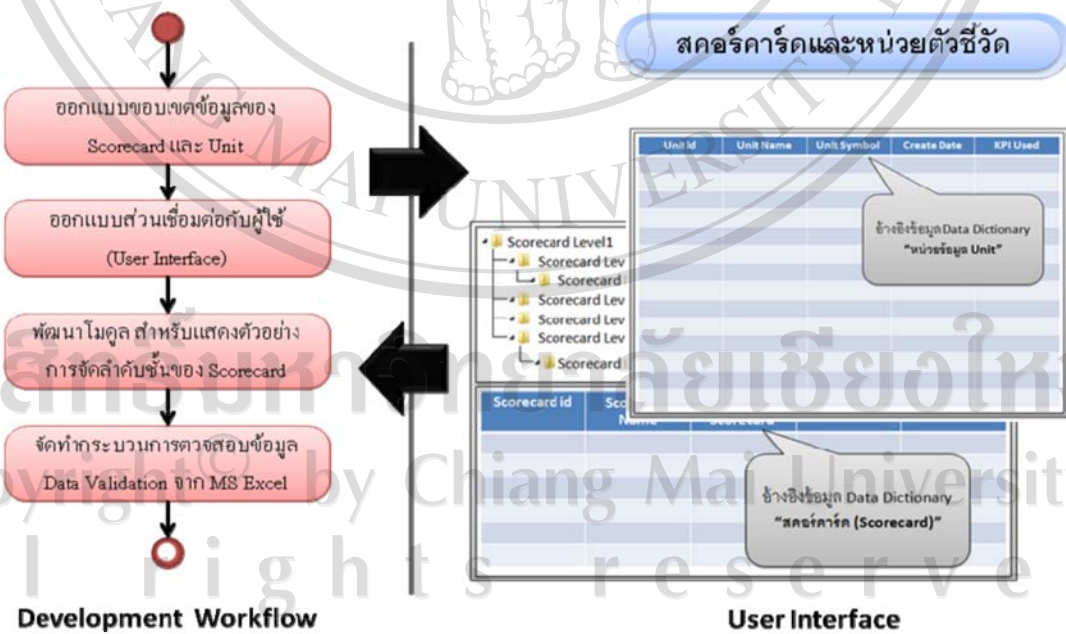 สคอร์คาร์ดและหน่วยตัวชี้วัด
ออกแบบขอบเขตข้อมูลของ
Scorecard และ Unit
ออกแบบส่วนเชื่อมต่อกับผู้ใช้
(User Interface)
พัฒนาโมดูล สำหรับแสดงตัวอย่าง
การจัดลำดับชั้นของ Scorecard
จัดทำกระบวนการตวจสอบข้อมูล
Data Validation จาก MS Excel
Development Workflow
Unit id Unit Name Unit Symbol Create Date KPI Used
อ้างอิงข้อมูล Data Dictionary
"หน่วยข้อมูล Unit"
Scorecard Level1
Scorecard Lev
Scorecard
Scorecard Lev
Scorecard Lev
Scorecard Lev
Scorecard
Scorecard id
Name Scorecard
อ้างอิงข้อมูล Data Dictionary
"สคอร์คาร์ด (Scorecard)"
User Interface
MAI UNIVERSITY
by Chiang Mai Universit
rights reserve